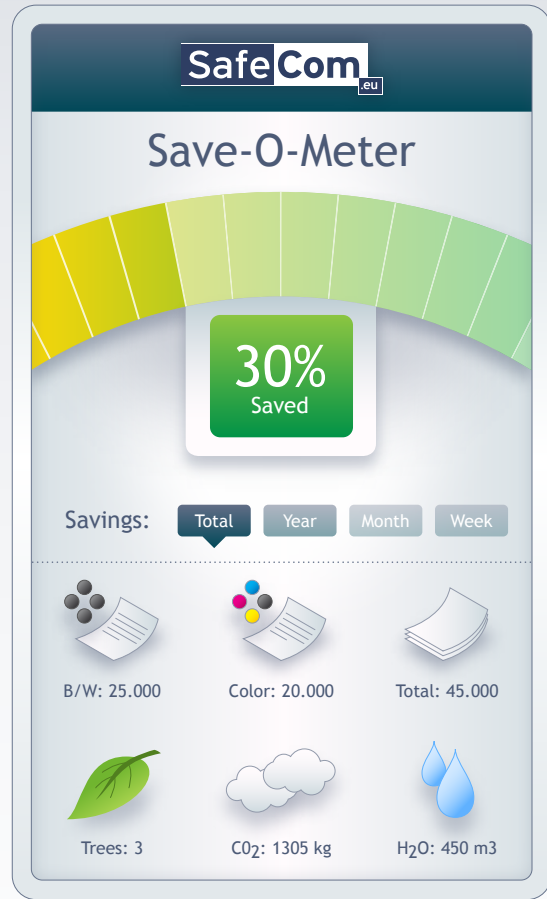 SafeCom
.eu
Save-O-Meter
30%
Saved
Savings: Total Year Month Week
B/W: 25.000 Color: 20.000 Total: 45.000
Trees: 3 C0₂: 1305 kg H₂O: 450 m3